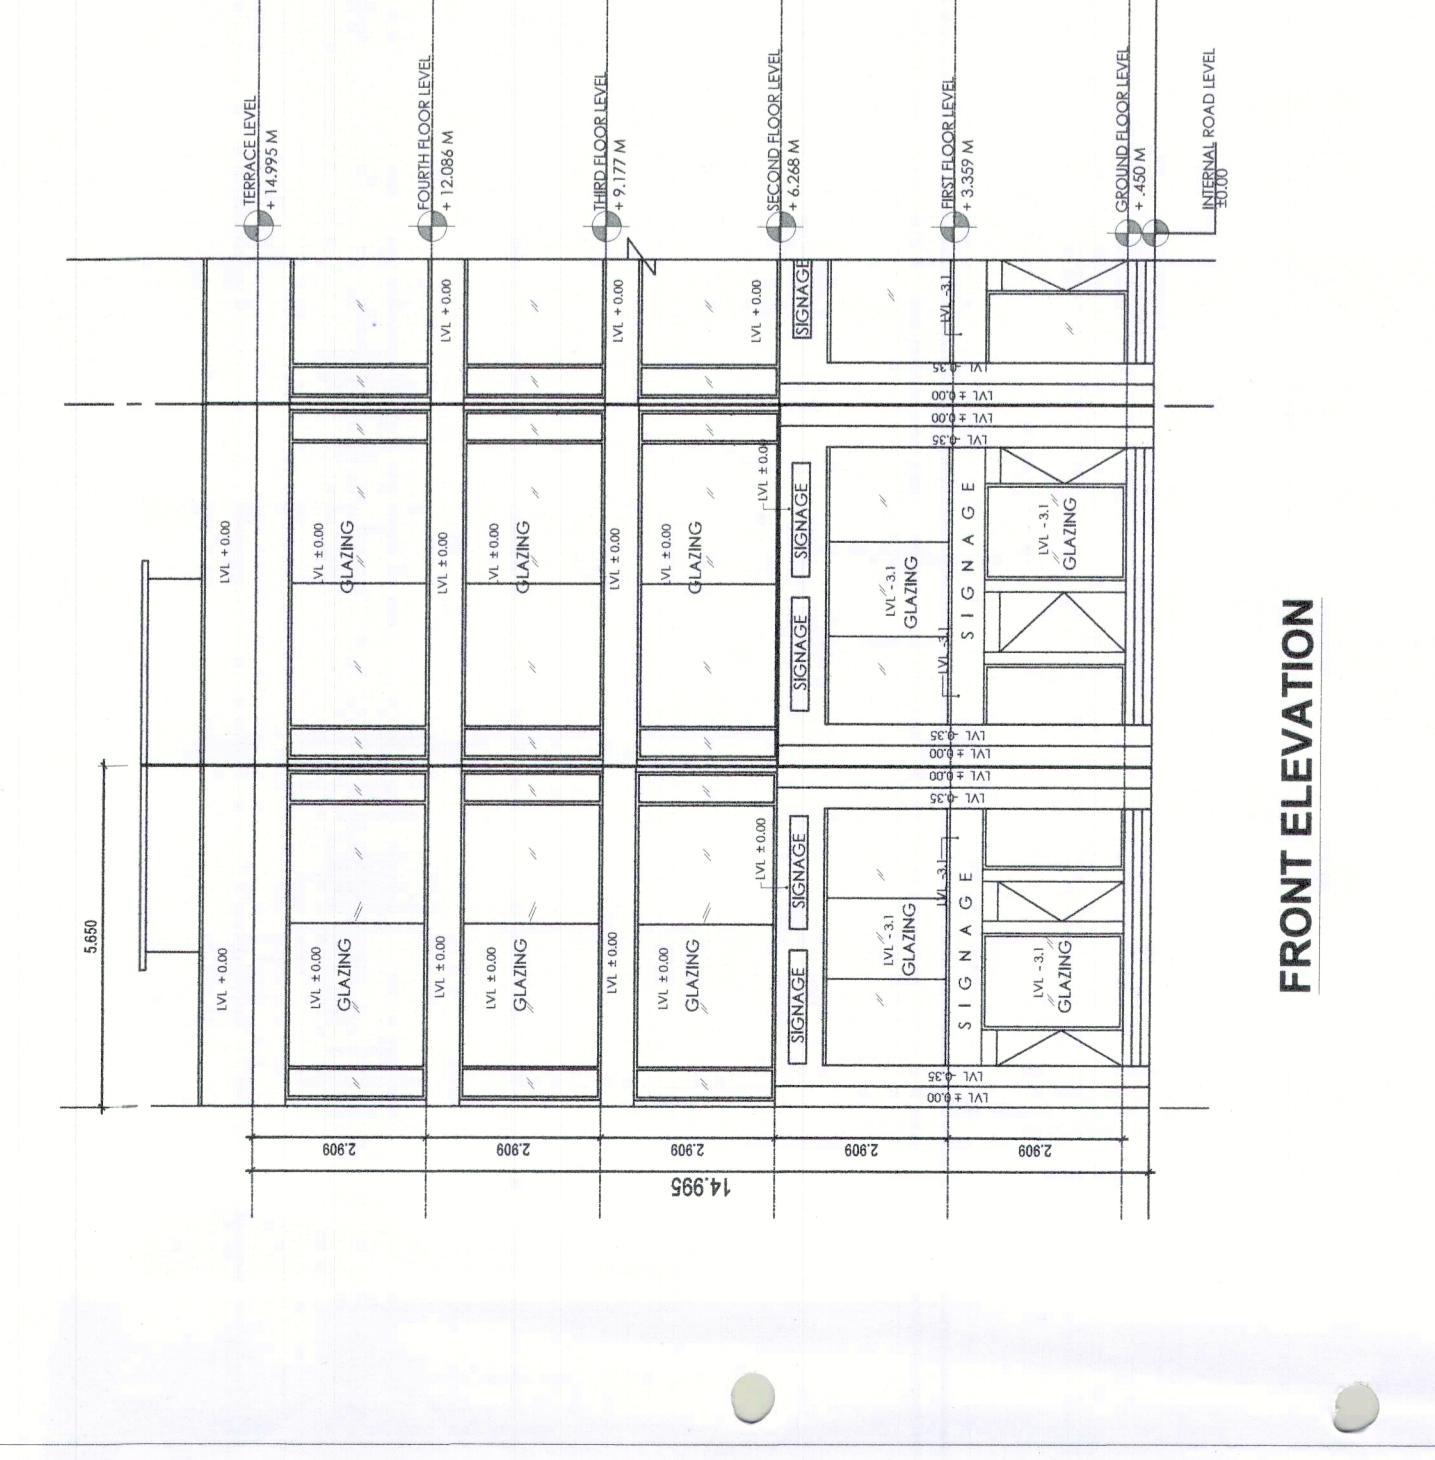 5.650
LVL + 0.00
LVL + 0.00
TERRACE LEVEL
+ 14.995 M
LVL ± 0.00
LVL ± 0.00
2.909
GLAZING
GLAZING
FOURTH FLOOR LEVEL
+ 12.086 M
LVL ± 0.00
LVL ± 0.00
LVL + 0.00
LVL ± 0.00
LVL ± 0.00
2.909
GLAZING
GLAZING
THIRD FLOOR LEVEL
+ 9.177 M
LVL ± 0.00
LVL ± 0.00
LVL + 0.00
LVL ± 0.00
LVL ± 0.00
2.909
14.995
GLAZING
GLAZING
LVL ± 0.00
LVL ± 0.00
LVL + 0.00
SECOND FLOOR LEVEL
+ 6.268 M
SIGNAGE
SIGNAGE
SIGNAGE
SIGNAGE
SIGNAGE
2.909
LVL - 3.1
GLAZING
LVL - 3.1
GLAZING
LVL -3.1
LVL -3.1
LVL -3.1
FIRST FLOOR LEVEL
+ 3.359 M
LVL ± 0.00
LVL -0.35
LVL -0.35
LVL ± 0.00
LVL ± 0.00
LVL -0.35
LVL -0.35
LVL ± 0.00
LVL ± 0.00
LVL -0.35
SIGNAGE
SIGNAGE
2.909
LVL - 3.1
GLAZING
LVL - 3.1
GLAZING
GROUND FLOOR LEVEL
+ .450 M
INTERNAL ROAD LEVEL
±0.00
FRONT ELEVATION